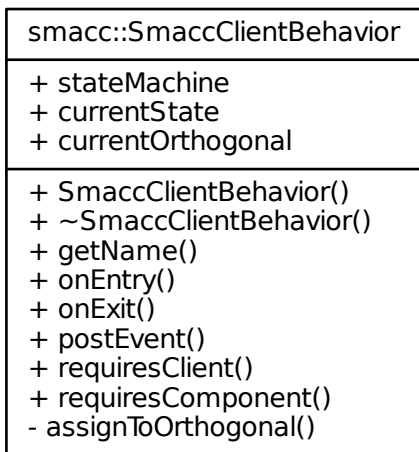 smacc::SmaccClientBehavior
+ stateMachine
+ currentState
+ currentOrthogonal
+ SmaccClientBehavior()
+ ~SmaccClientBehavior()
+ getName()
+ onEntry()
+ onExit()
+ postEvent()
+ requiresClient()
+ requiresComponent()
- assignToOrthogonal()